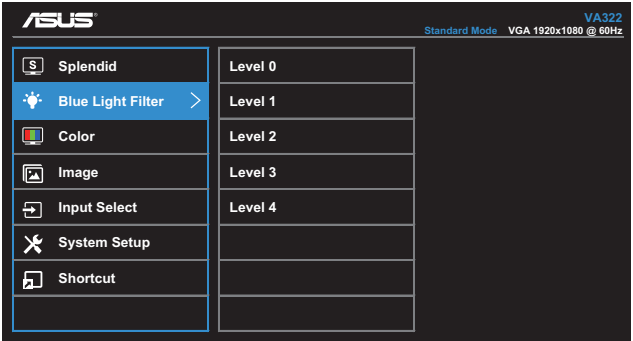 ASUS
VA322
Standard Mode VGA 1920x1080 @ 60Hz
S Splendid
Blue Light Filter
Color
Image
Input Select
System Setup
Shortcut
Level 0
Level 1
Level 2
Level 3
Level 4